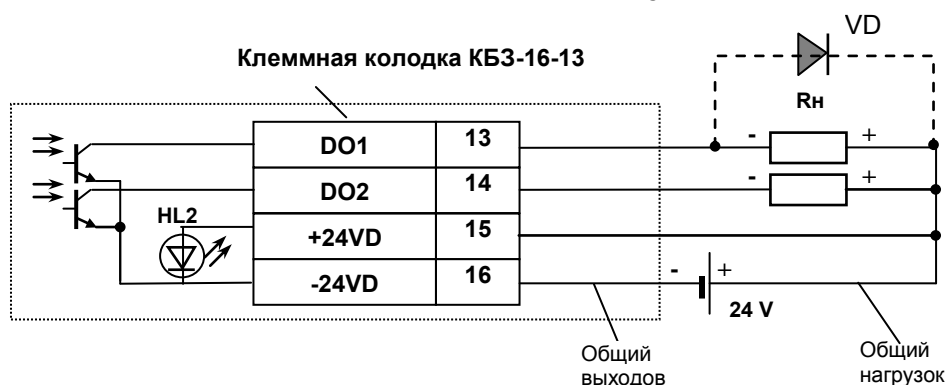 VD
Клеммная колодка КБЗ-16-13
Rн
DO1 13 - +
DO2 14 - +
HL2
+24VD 15
-24VD 16 - +
24 V
Общий выходов
Общий нагрузок